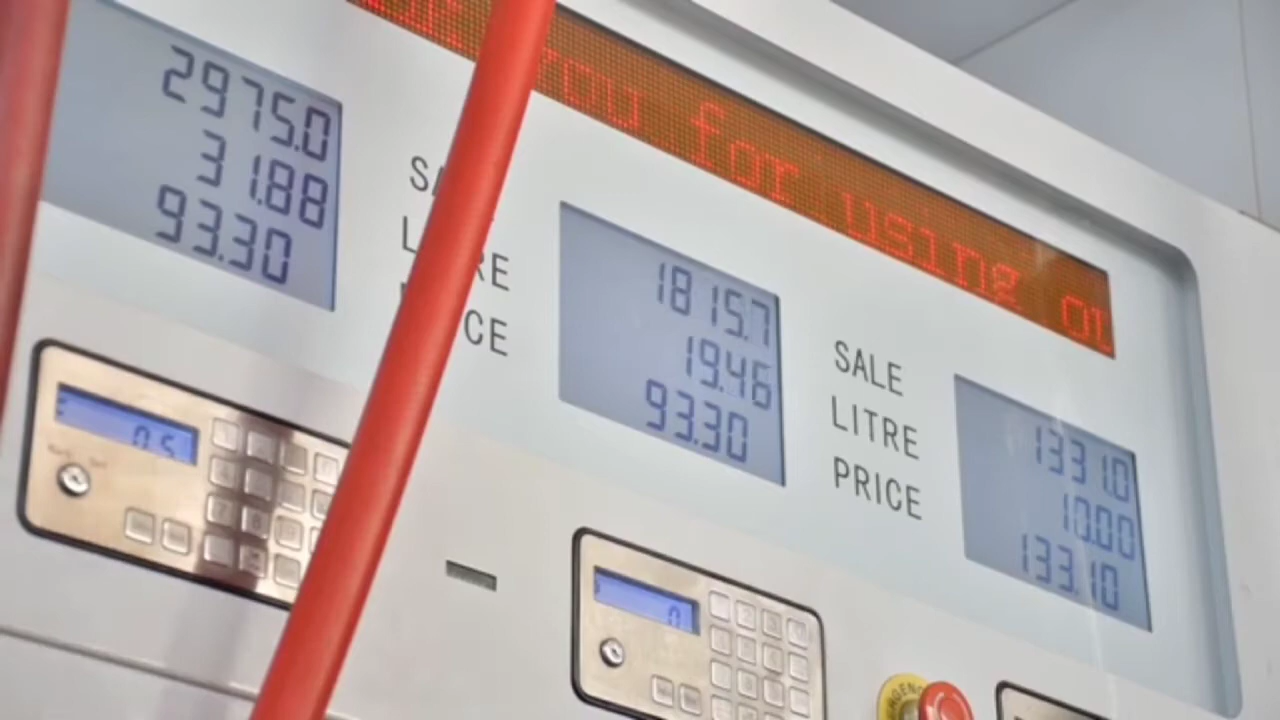 you for using ou
2975.0
31.88
93.30
SA
L RE
CE
1815.7
19.46
93.30
SALE
LITRE
PRICE
1331.0
10.00
133.10
0.5
0